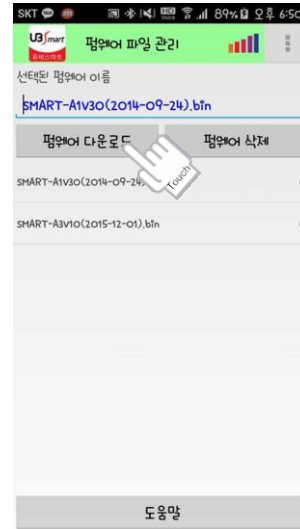 SKT 89% 오후 6:50
UBSmart 유비스마트 펌웨어 파일 관리
선택된 펌웨어 이름
SMART-A1V30(2014-09-24).bin
펌웨어 다운로드 펌웨어 삭제
SMART-A1V30(2014-09-24)
Touch
SMART-A3V10(2015-12-01).bin
도움말